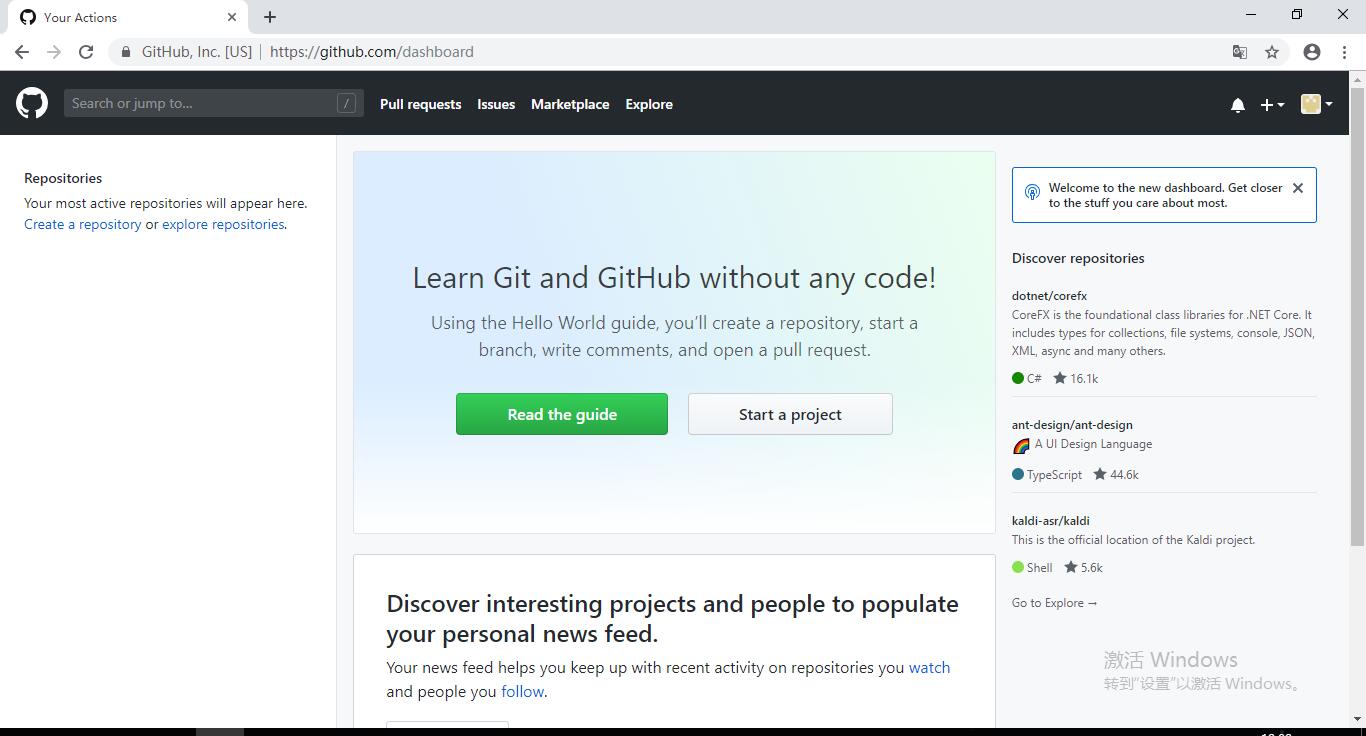 Your Actions
GitHub, Inc. [US] | https://github.com/dashboard
Search or jump to... /
Pull requests Issues Marketplace Explore
Repositories
Your most active repositories will appear here.
Create a repository or explore repositories.
Learn Git and GitHub without any code!
Using the Hello World guide, you’ll create a repository, start a
branch, write comments, and open a pull request.
Read the guide
Start a project
Discover interesting projects and people to populate
your personal news feed.
Your news feed helps you keep up with recent activity on repositories you watch
and people you follow.
Welcome to the new dashboard. Get closer
to the stuff you care about most.
Discover repositories
dotnet/corefx
CoreFX is the foundational class libraries for .NET Core. It
includes types for collections, file systems, console, JSON,
XML, async and many others.
C# 16.1k
ant-design/ant-design
A UI Design Language
TypeScript 44.6k
kaldi-asr/kaldi
This is the official location of the Kaldi project.
Shell 5.6k
Go to Explore →
激活 Windows
转到“设置”以激活 Windows。